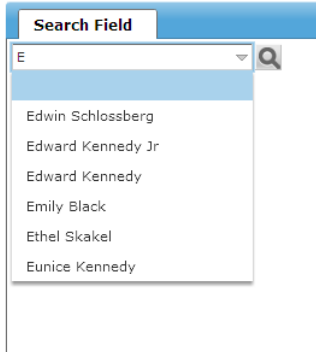 Search Field
E
Edwin Schlossberg
Edward Kennedy Jr
Edward Kennedy
Emily Black
Ethel Skakel
Eunice Kennedy